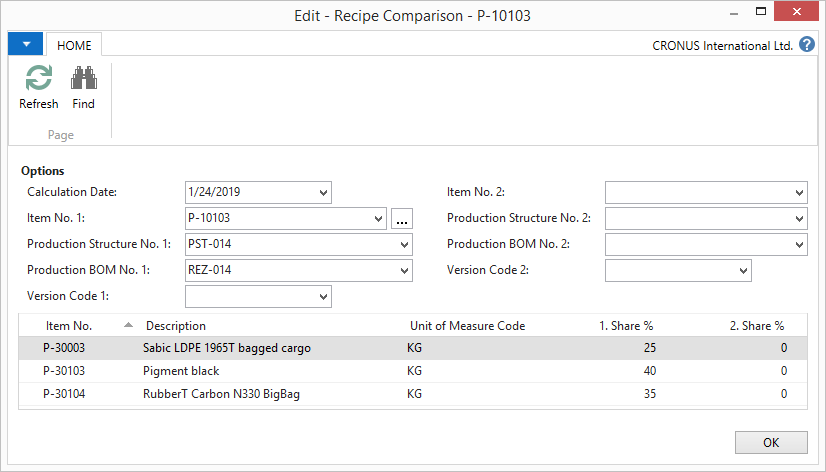 Edit - Recipe Comparison - P-10103
HOME
CRONUS International Ltd. ?
Refresh Find
Page
Options
Calculation Date: 1/24/2019 Item No. 2:
Item No. 1: P-10103 ... Production Structure No. 2:
Production Structure No. 1: PST-014 Production BOM No. 2:
Production BOM No. 1: REZ-014 Version Code 2:
Version Code 1:
Item No. Description Unit of Measure Code 1. Share % 2. Share %
P-30003 Sabic LDPE 1965T bagged cargo KG 25 0
P-30103 Pigment black KG 40 0
P-30104 RubberT Carbon N330 BigBag KG 35 0
OK